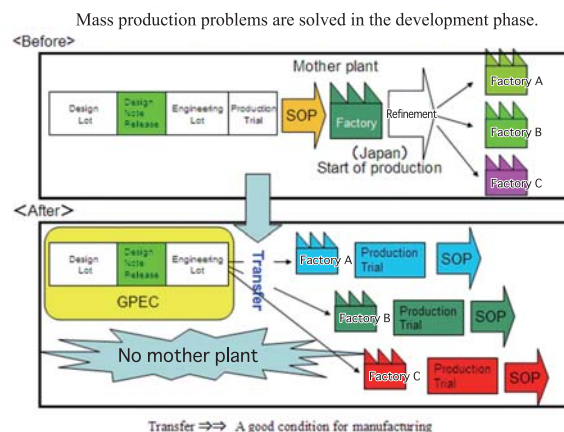 Mass production problems are solved in the development phase.
<Before>
Mother plant
Design
Lot
Design
Note
Release
Engineering
Lot
Production
Trial
SOP
Factory
Refinement
Factory A
Factory B
Factory C
(Japan)
Start of production
<After>
Design
Lot
Design
Note
Release
Engineering
Lot
GPEC
Transfer
Factory A
Production
Trial
SOP
Factory B
Production
Trial
SOP
No mother plant
Factory C
Production
Trial
SOP
Transfer ⇒⇒ A good condition for manufacturing